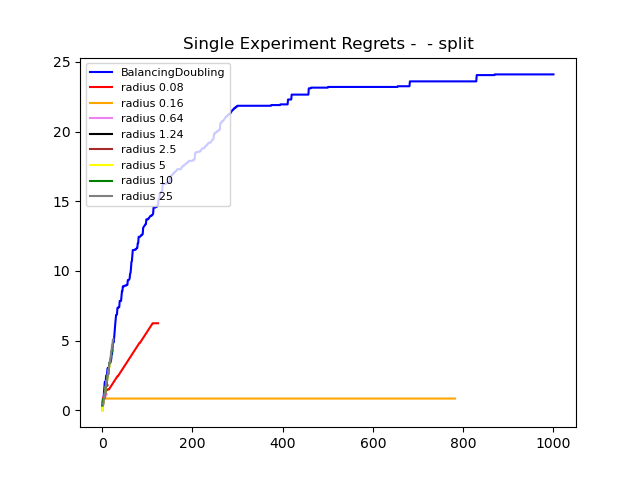 Single Experiment Regrets -  - split
25
20
15
10
5
0
BalancingDoubling
radius 0.08
radius 0.16
radius 0.64
radius 1.24
radius 2.5
radius 5
radius 10
radius 25
0 200 400 600 800 1000